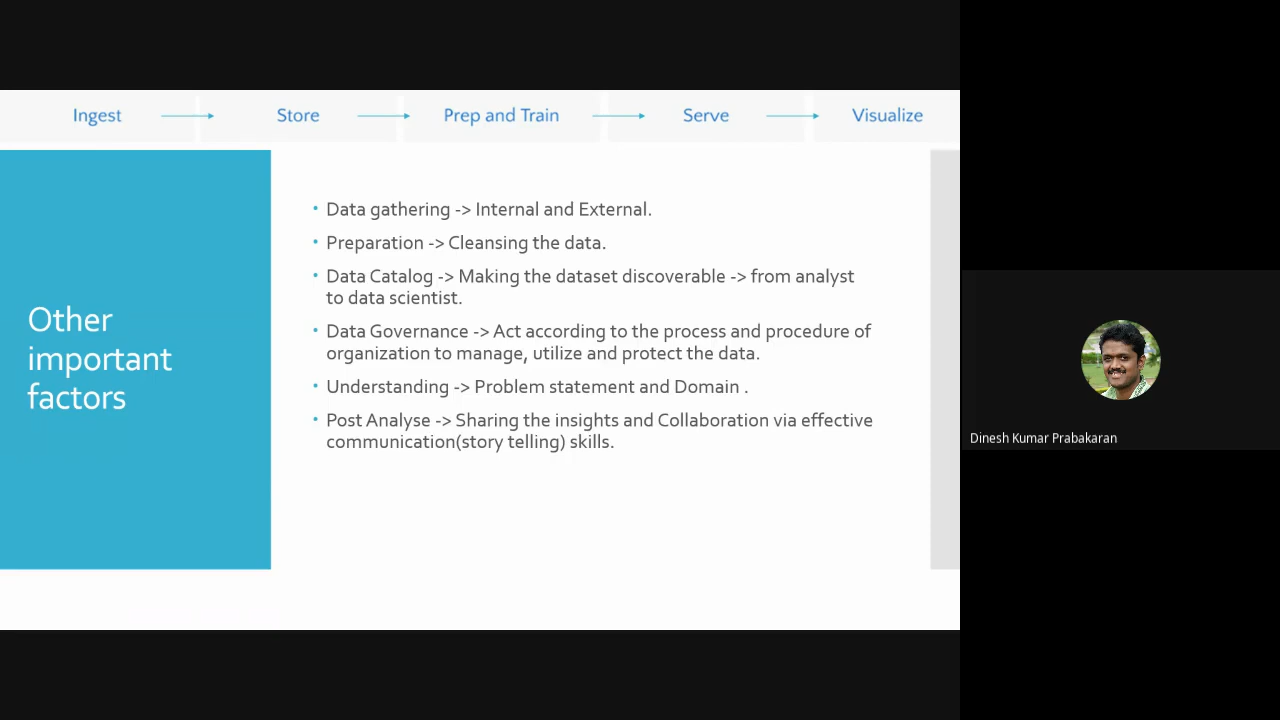 Ingest
Store
Prep and Train
Serve
Visualize
Other
important
factors
• Data gathering -> Internal and External.
• Preparation -> Cleansing the data.
• Data Catalog -> Making the dataset discoverable -> from analyst
to data scientist.
• Data Governance -> Act according to the process and procedure of
organization to manage, utilize and protect the data.
• Understanding -> Problem statement and Domain .
• Post Analyse -> Sharing the insights and Collaboration via effective
communication(story telling) skills.
Dinesh Kumar Prabakaran